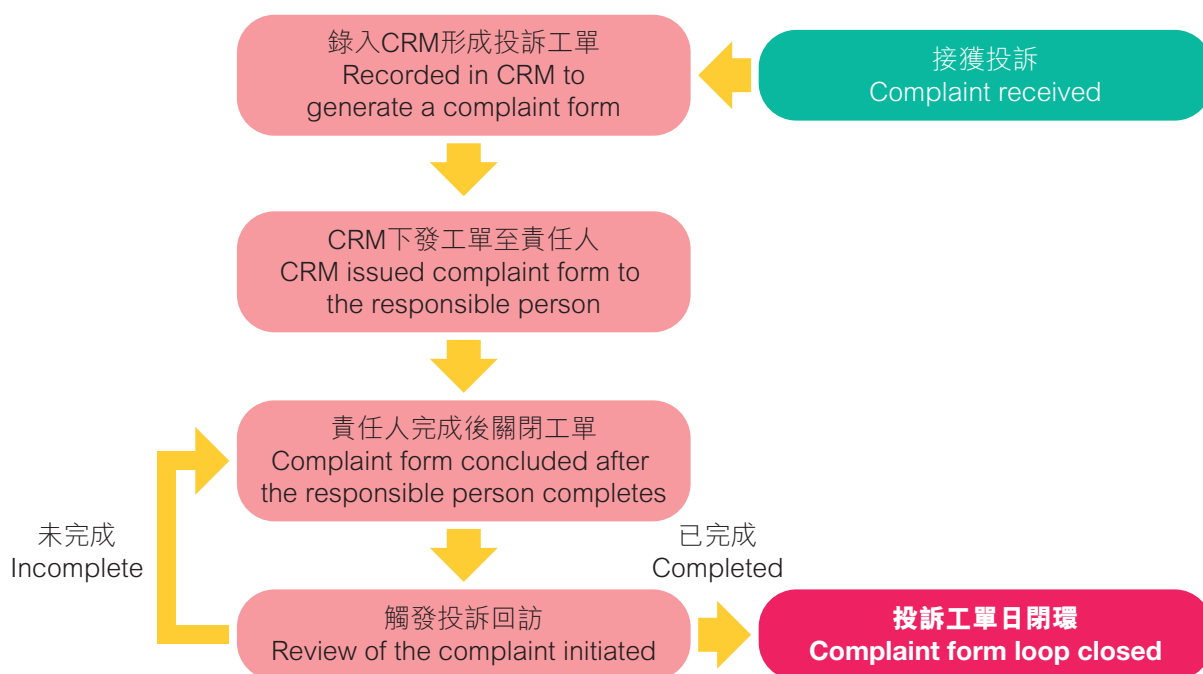 接獲投訴
Complaint received
錄入CRM形成投訴工單
Recorded in CRM to
generate a complaint form
CRM下發工單至責任人
CRM issued complaint form to
the responsible person
責任人完成後關閉工單
Complaint form concluded after
the responsible person completes
未完成
Incomplete
已完成
Completed
觸發投訴回訪
Review of the complaint initiated
投訴工單日閉環
Complaint form loop closed